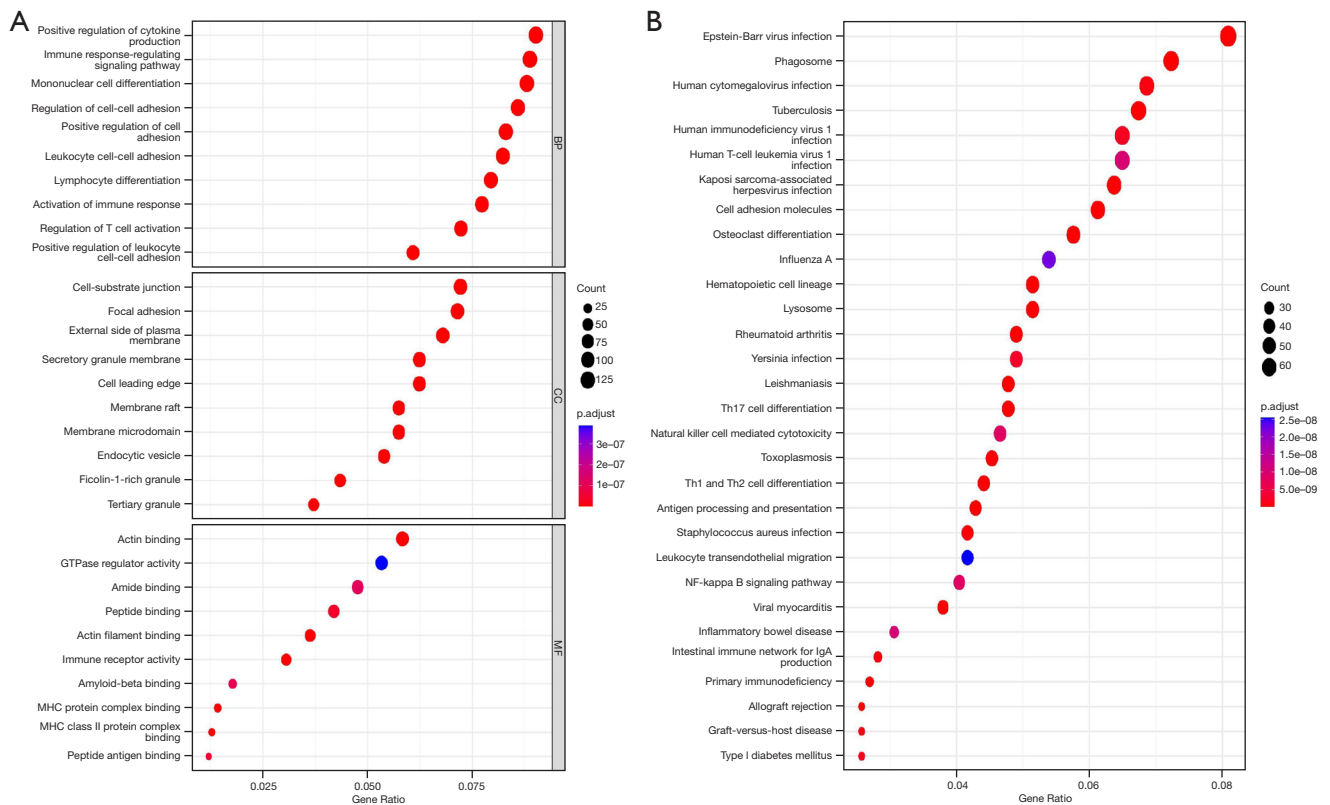 A
Positive regulation of cytokine
production
Immune response-regulating
signaling pathway
Mononuclear cell differentiation
Regulation of cell-cell adhesion
Positive regulation of cell
adhesion
Leukocyte cell-cell adhesion
Lymphocyte differentiation
Activation of immune response
Regulation of T cell activation
Positive regulation of leukocyte
cell-cell adhesion
BP
Cell-substrate junction
Focal adhesion
External side of plasma
membrane
Secretory granule membrane
Cell leading edge
Membrane raft
Membrane microdomain
Endocytic vesicle
Ficolin-1-rich granule
Tertiary granule
CC
Actin binding
GTPase regulator activity
Amide binding
Peptide binding
Actin filament binding
Immune receptor activity
Amyloid-beta binding
MHC protein complex binding
MHC class II protein complex
binding
Peptide antigen binding
MF
0.025 0.050 0.075
Gene Ratio
Count
25
50
75
100
125
p.adjust
3e−07
2e−07
1e−07
B
Epstein-Barr virus infection
Phagosome
Human cytomegalovirus infection
Tuberculosis
Human immunodeficiency virus 1
infection
Human T-cell leukemia virus 1
infection
Kaposi sarcoma-associated
herpesvirus infection
Cell adhesion molecules
Osteoclast differentiation
Influenza A
Hematopoietic cell lineage
Lysosome
Rheumatoid arthritis
Yersinia infection
Leishmaniasis
Th17 cell differentiation
Natural killer cell mediated cytotoxicity
Toxoplasmosis
Th1 and Th2 cell differentiation
Antigen processing and presentation
Staphylococcus aureus infection
Leukocyte transendothelial migration
NF-kappa B signaling pathway
Viral myocarditis
Inflammatory bowel disease
Intestinal immune network for IgA
production
Primary immunodeficiency
Allograft rejection
Graft-versus-host disease
Type I diabetes mellitus
0.04 0.06 0.08
Gene Ratio
Count
30
40
50
60
p.adjust
2.5e−08
2.0e−08
1.5e−08
1.0e−08
5.0e−09